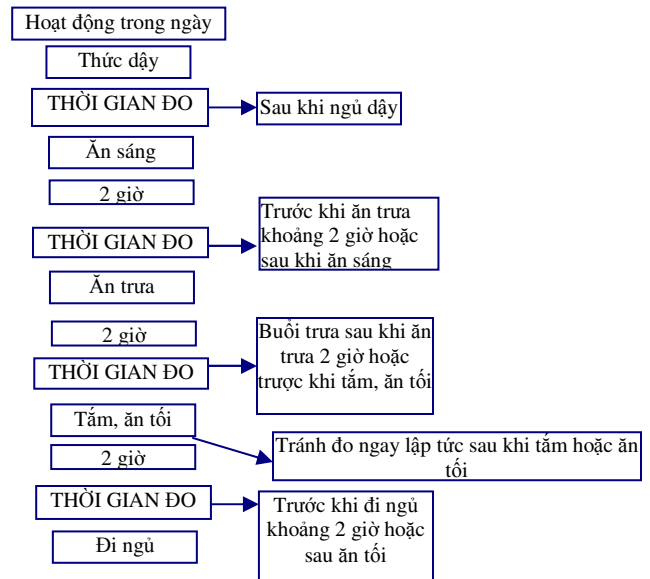 Hoạt động trong ngày
Thức dậy
THỜI GIAN ĐO
Sau khi ngủ dậy
Ăn sáng
2 giờ
THỜI GIAN ĐO
Trước khi ăn trưa
khoảng 2 giờ hoặc
sau khi ăn sáng
Ăn trưa
2 giờ
THỜI GIAN ĐO
Buổi trưa sau khi ăn
trưa 2 giờ hoặc
trược khi tắm, ăn tối
Tắm, ăn tối
2 giờ
Tránh đo ngay lập tức sau khi tắm hoặc ăn
tối
THỜI GIAN ĐO
Trước khi đi ngủ
khoảng 2 giờ hoặc
sau ăn tối
Đi ngủ